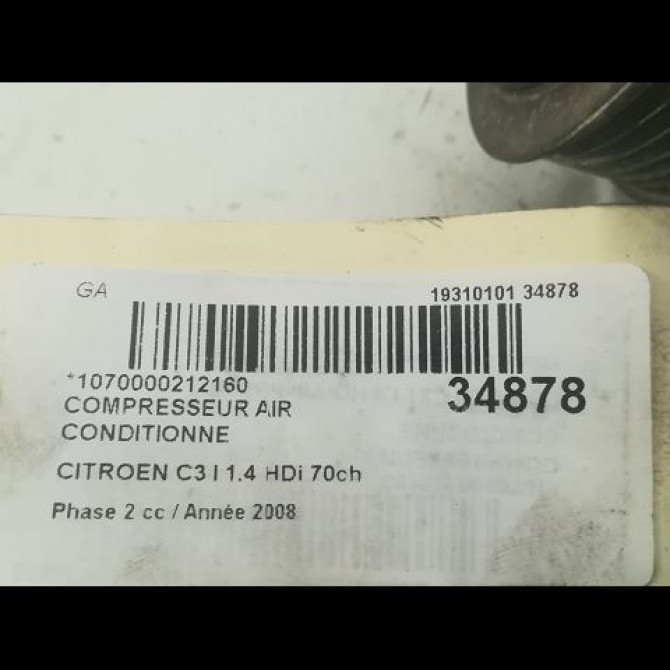 GA
19310101 34878
*1070000212160
34878
COMPRESSEUR AIR
CONDITIONNE
CITROEN C3 I 1.4 HDi 70ch
Phase 2 cc / Année 2008